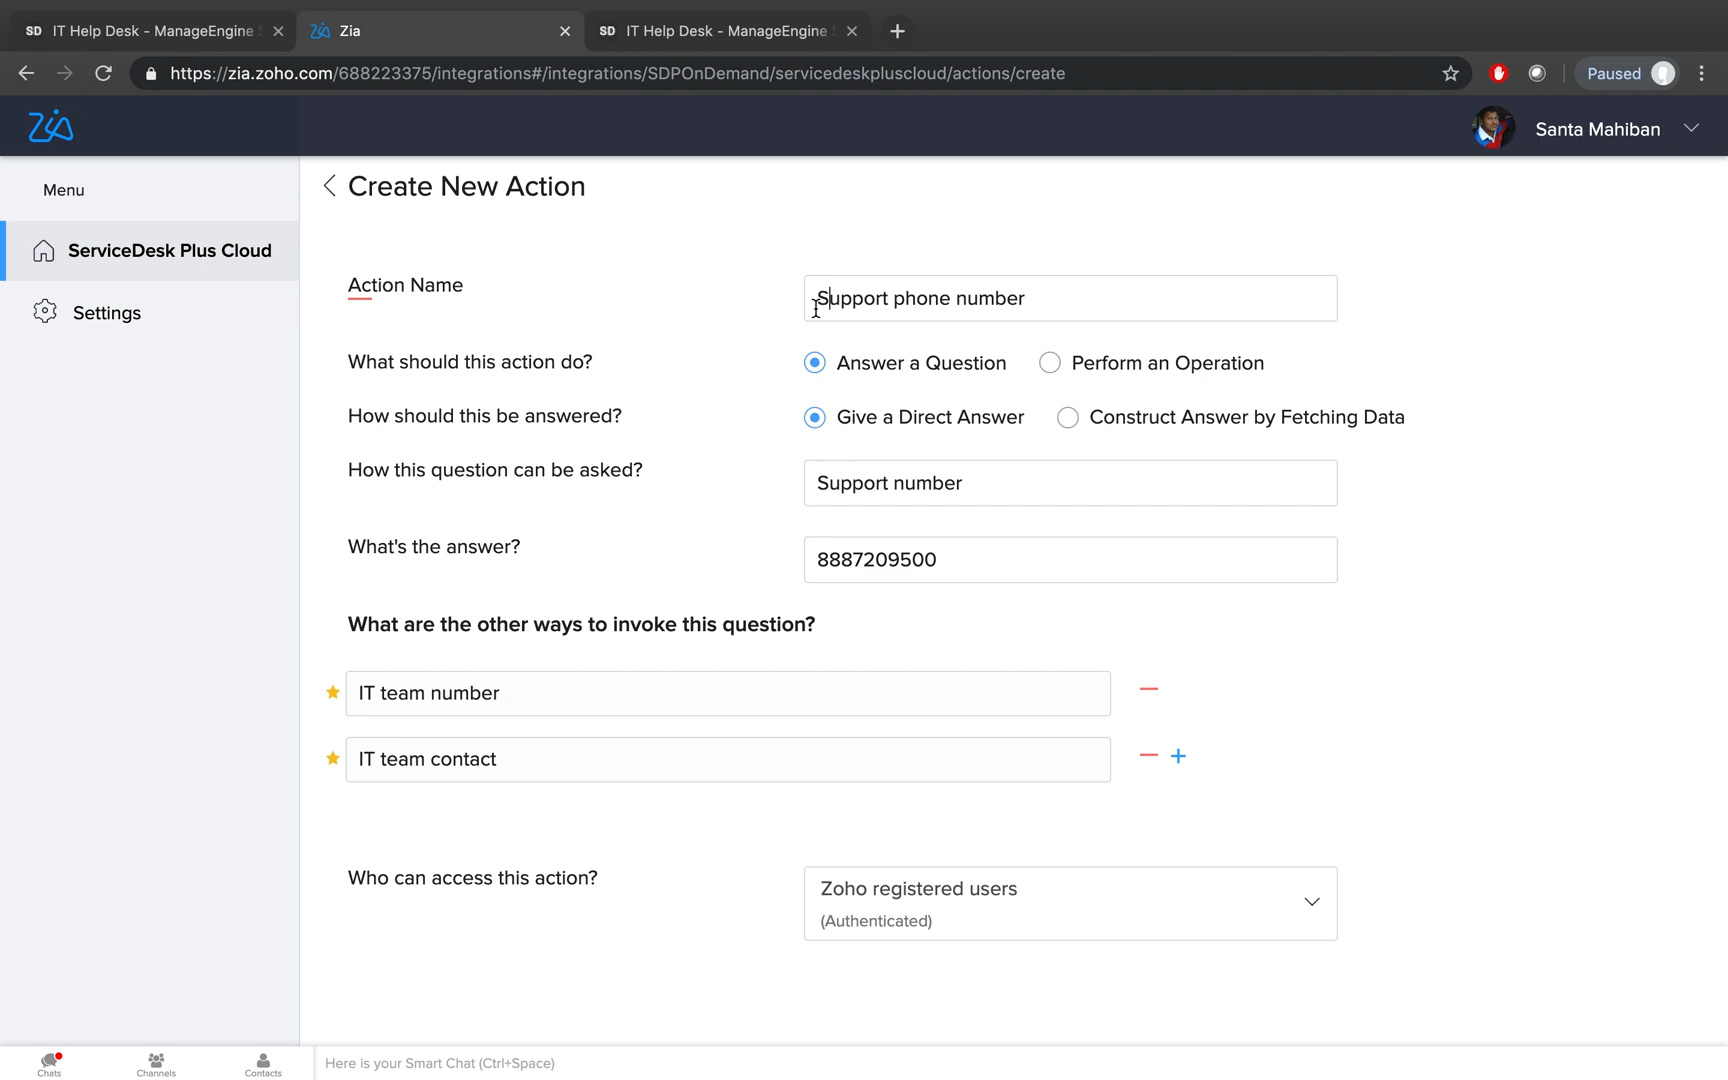 SD IT Help Desk - ManageEngine S
ZiA Zia
SD IT Help Desk - ManageEngine S
https://zia.zoho.com/688223375/integrations#/integrations/SDPOnDemand/servicedeskpluscloud/actions/create
Paused
ZiA
Santa Mahiban
Menu
ServiceDesk Plus Cloud
Settings
Create New Action
Action Name
Support phone number
What should this action do?
Answer a Question
Perform an Operation
How should this be answered?
Give a Direct Answer
Construct Answer by Fetching Data
How this question can be asked?
Support number
What's the answer?
8887209500
What are the other ways to invoke this question?
IT team number
IT team contact
Who can access this action?
Zoho registered users
(Authenticated)
Chats
Channels
Contacts
Here is your Smart Chat (Ctrl+Space)